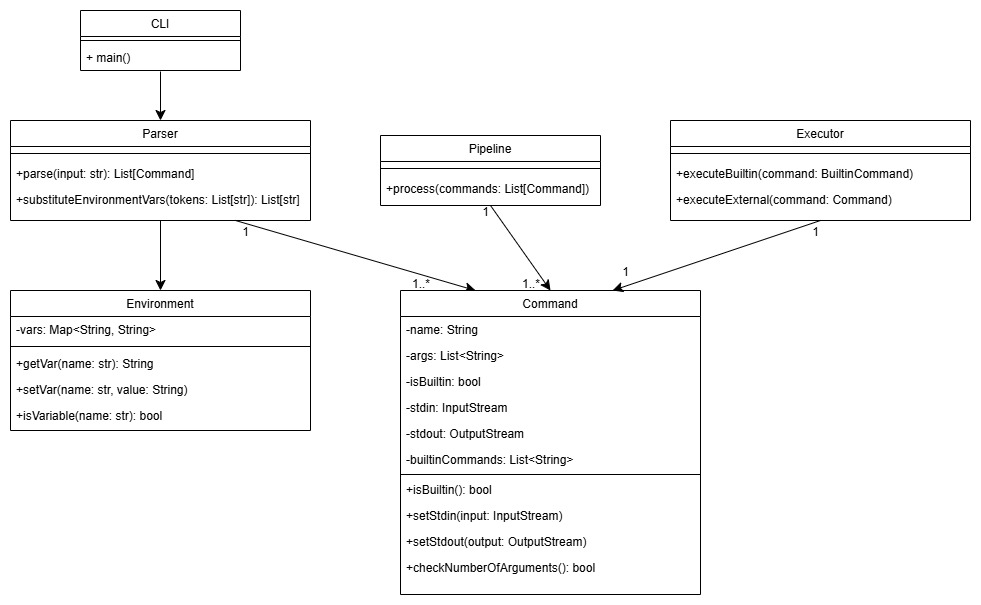 CLI
+ main()
Parser
+parse(input: str): List[Command]
+substituteEnvironmentVars(tokens: List[str]): List[str]
Pipeline
+process(commands: List[Command])
Executor
+executeBuiltin(command: BuiltinCommand)
+executeExternal(command: Command)
1
1
1
1..*
1..*
1
Environment
-vars: Map<String, String>
+getVar(name: str): String
+setVar(name: str, value: String)
+isVariable(name: str): bool
Command
-name: String
-args: List<String>
-isBuiltin: bool
-stdin: InputStream
-stdout: OutputStream
-builtinCommands: List<String>
+isBuiltin(): bool
+setStdin(input: InputStream)
+setStdout(output: OutputStream)
+checkNumberOfArguments(): bool